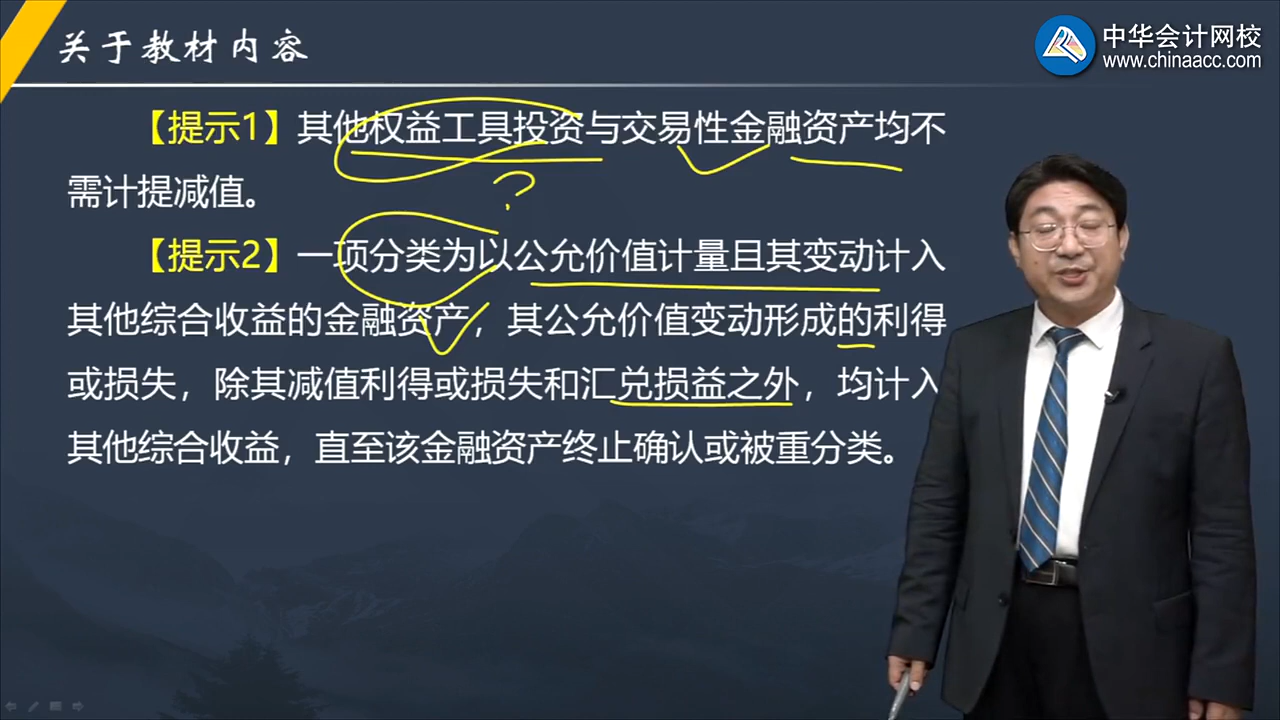 关于教材内容
中华会计网校
www.chinaacc.com
【提示1】其他权益工具投资与交易性金融资产均不
需计提减值。
?
【提示2】一项分类为以公允价值计量且其变动计入
其他综合收益的金融资产，其公允价值变动形成的利得
或损失，除其减值利得或损失和汇兑损益之外，均计入
其他综合收益，直至该金融资产终止确认或被重分类。